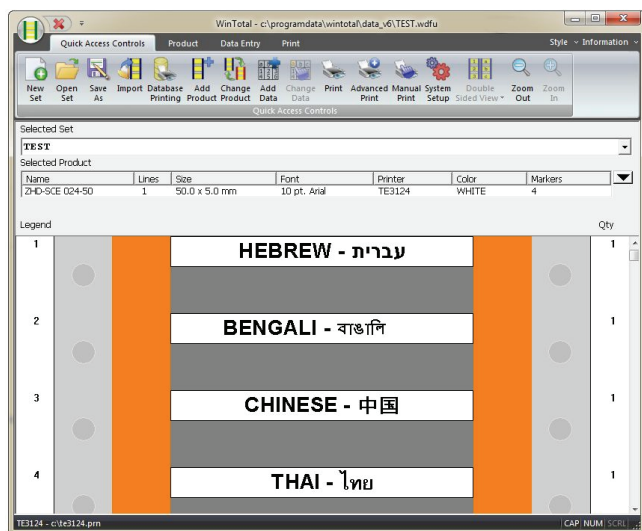 WinTotal - c:\programdata\wintotal\data_v6\TEST.wdfu
Quick Access Controls Product Data Entry Print Style Information
New Set Open Set Save As Import Database Printing Add Product Change Product Add Data Change Data Print Advanced Print Manual Print System Setup Double Sided View Zoom Out Zoom In
Quick Access Controls
Selected Set
TEST
Selected Product
Name Lines Size Font Printer Color Markers
ZHD-SCE 024-50 1 50.0 x 5.0 mm 10 pt. Arial TE3124 WHITE 4
Legend Qty
1 HEBREW - עברית 1
2 BENGALI - বাঙালি 1
3 CHINESE - 中国 1
4 THAI - ไทย 1
TE3124 - c:\te3124.prn CAP NUM SCRL